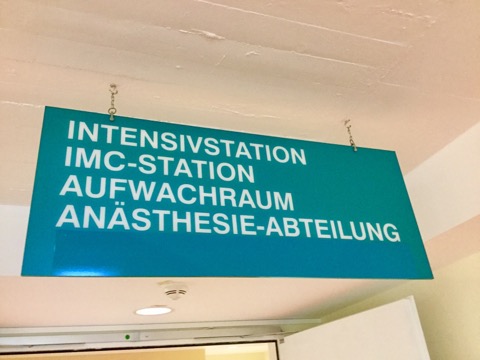 INTENSIVSTATION
IMC-STATION
AUFWACHRAUM
ANÄSTHESIE-ABTEILUNG